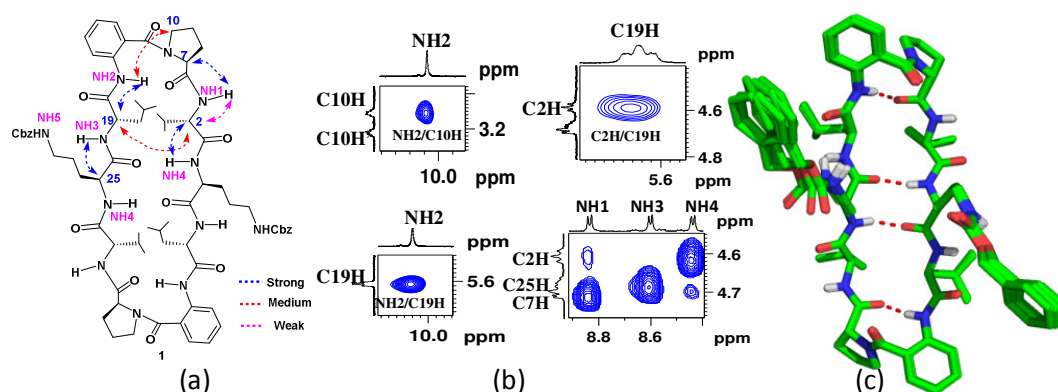 O
10
O
N
7
O
NH2
N
H
O
NH1
N
H
O
19
2
O
NH5
CbzHN
NH3
H
N
O
N
H
NH4
25
O
N
H
NH4
O
O
NHCbz
O
N
H
H
N
O
O
N
H
N
O
1
Strong
Medium
Weak
(a)
NH2
ppm
C10H
C10H
NH2/C10H
3.2
10.0
ppm
C19H
ppm
C2H
C2H/C19H
4.6
4.8
5.6
ppm
NH2
ppm
C19H
NH2/C19H
5.6
10.0
ppm
NH1 NH3 NH4
ppm
C2H
C25H
C7H
4.6
4.7
8.8 8.6 ppm
(b)
(c)